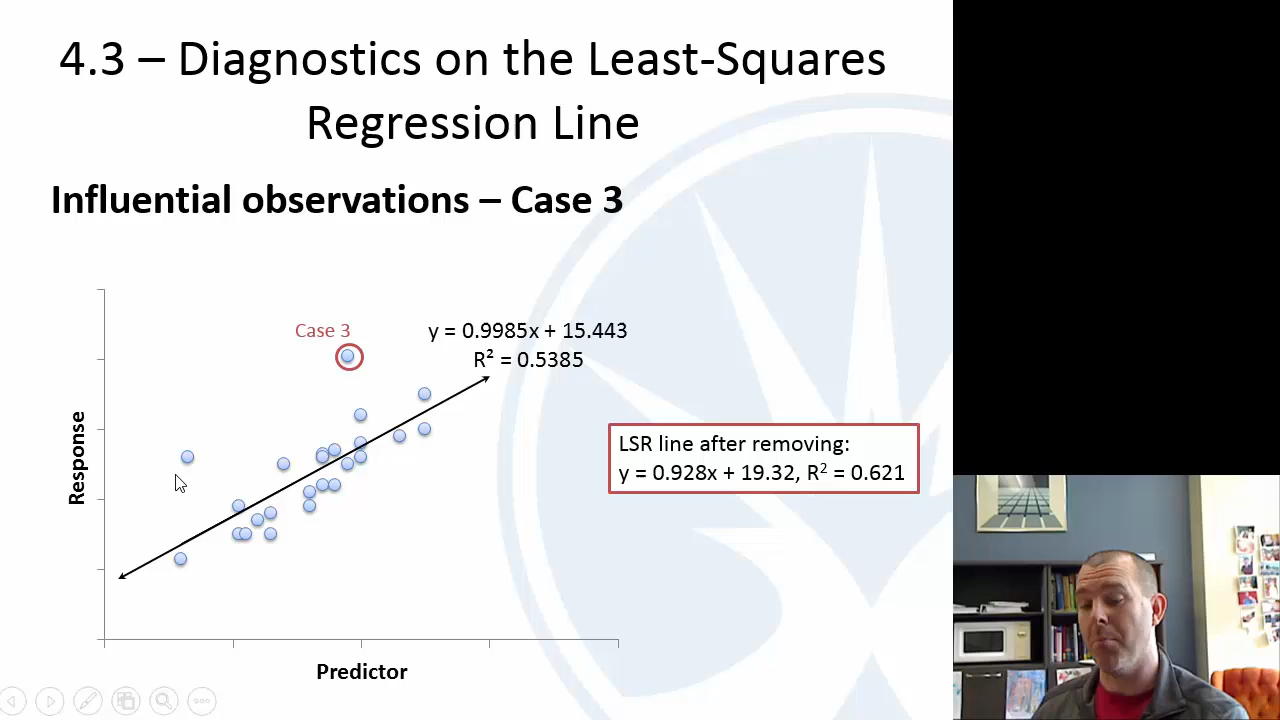 4.3 – Diagnostics on the Least-Squares
Regression Line
Influential observations – Case 3
Case 3
y = 0.9985x + 15.443
R² = 0.5385
Response
LSR line after removing:
y = 0.928x + 19.32, R² = 0.621
Predictor